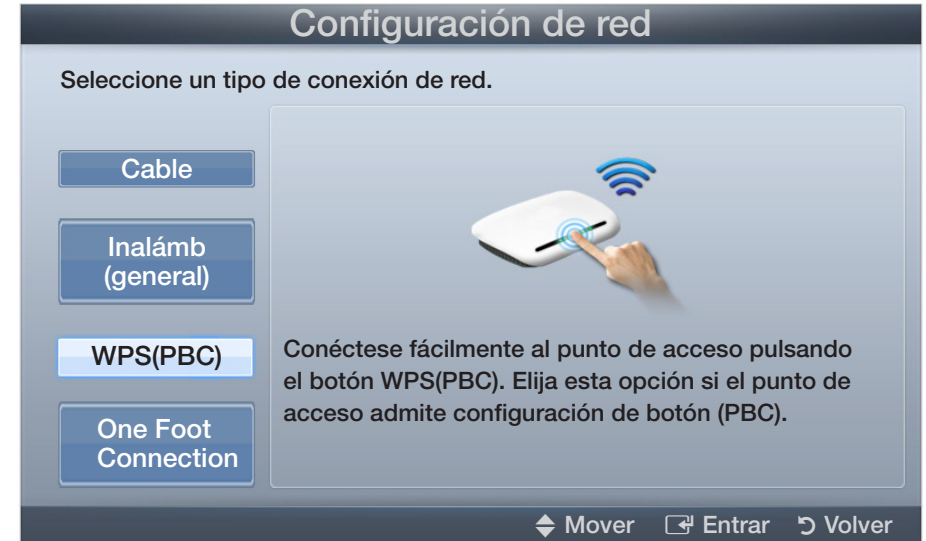 Configuración de red
Seleccione un tipo de conexión de red.
Cable
Inalámb
(general)
WPS(PBC)
One Foot
Connection
Conéctese fácilmente al punto de acceso pulsando
el botón WPS(PBC). Elija esta opción si el punto de
acceso admite configuración de botón (PBC).
Mover Entrar Volver